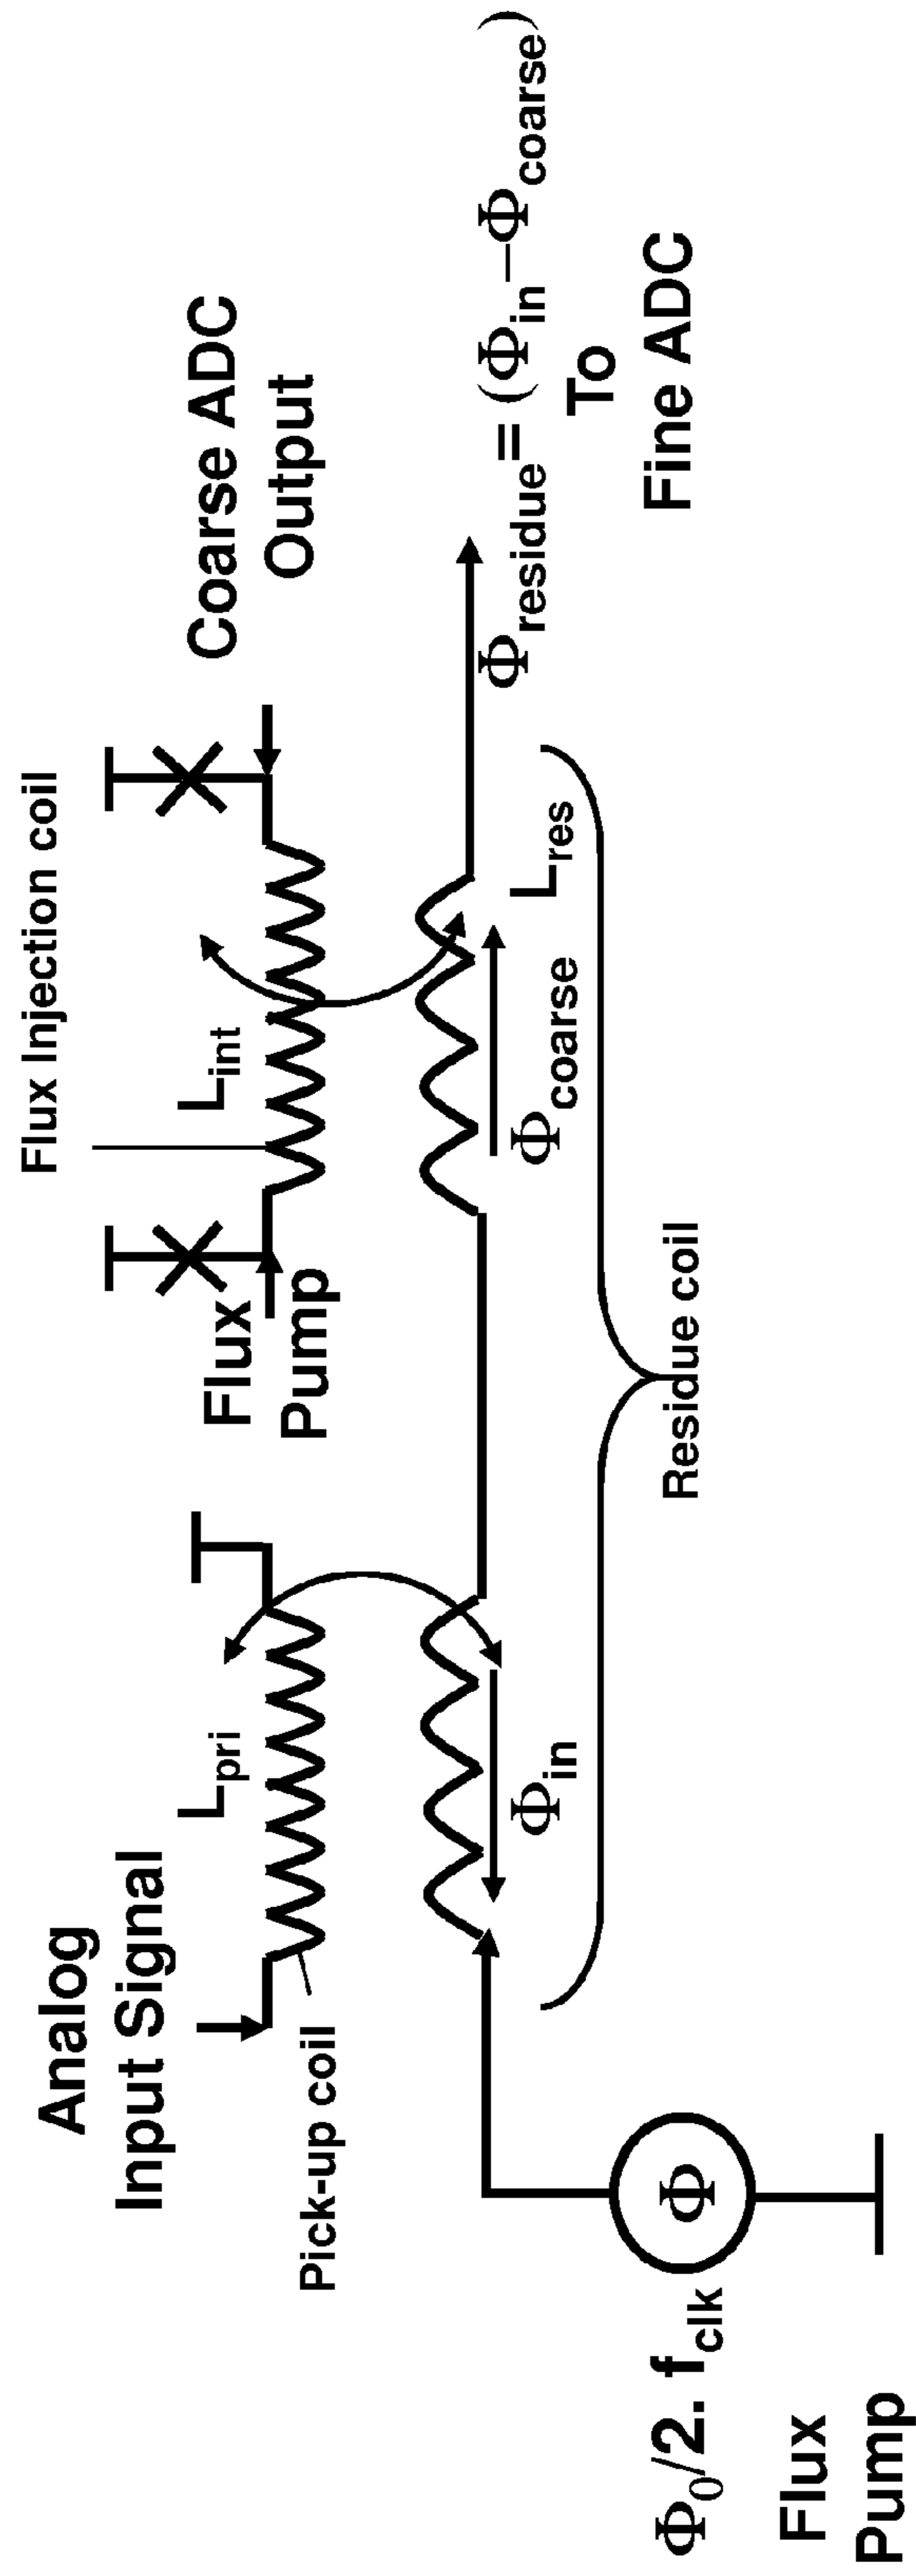 Flux Injection coil
Analog
Input Signal
L_pri
Pick-up coil
Flux
Pump
L_int
Coarse ADC
Output
Φ_in
Φ_coarse
L_res
Φ_residue = (Φ_in – Φ_coarse)
To
Fine ADC
Residue coil
Φ
Φ_0/2. f_clk
Flux
Pump